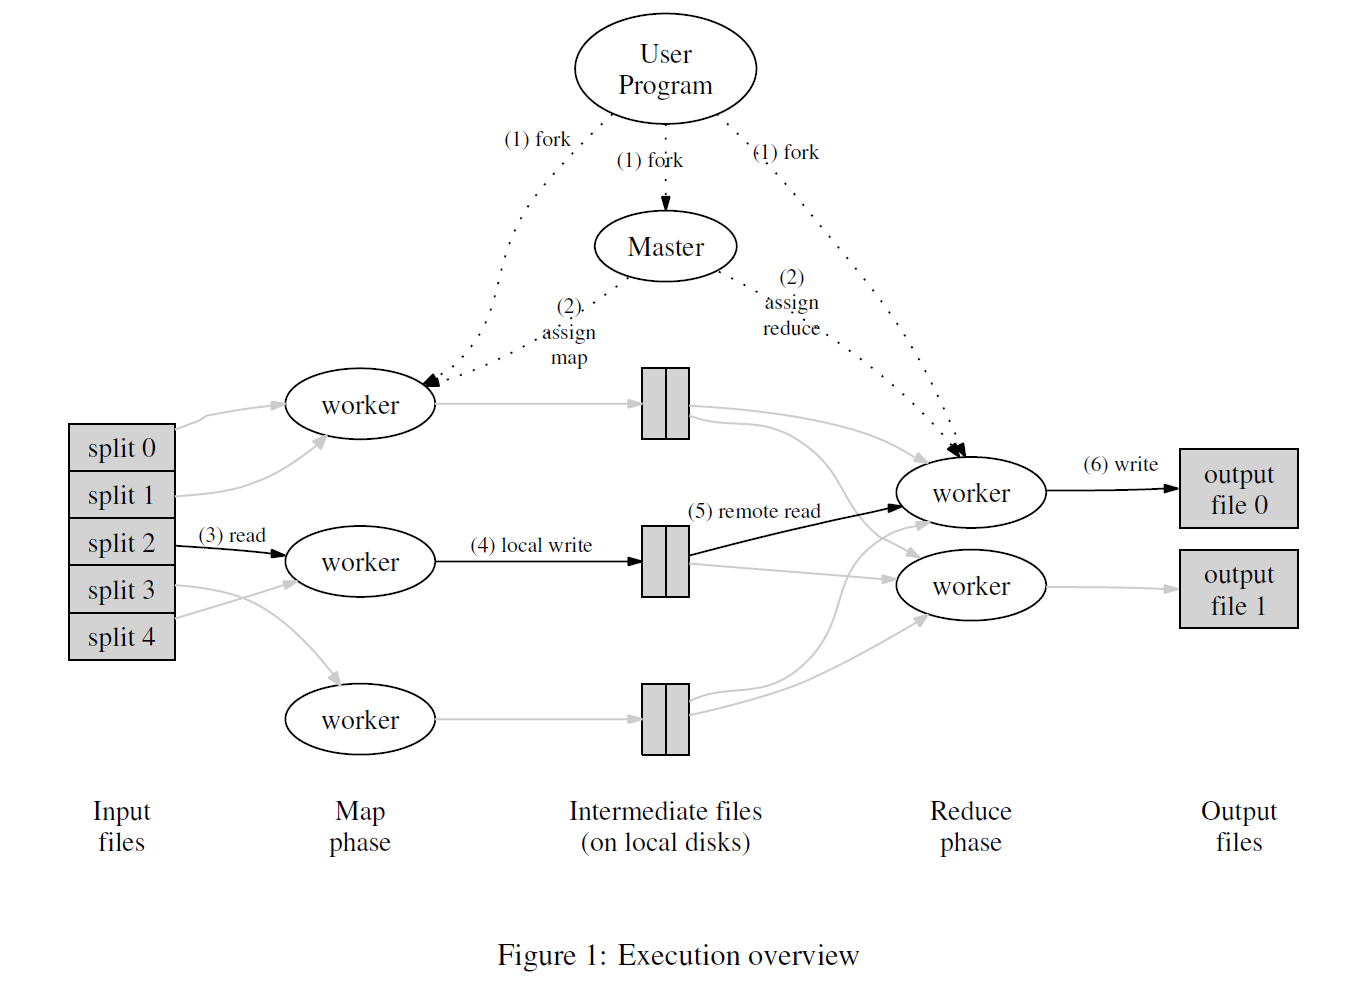 User
Program
(1) fork
(1) fork
(1) fork
Master
(2)
assign
map
(2)
assign
reduce
worker
split 0
split 1
split 2
split 3
split 4
(3) read
worker
(4) local write
(5) remote read
worker
(6) write
output
file 0
worker
output
file 1
worker
Input
files
Map
phase
Intermediate files
(on local disks)
Reduce
phase
Output
files
Figure 1: Execution overview